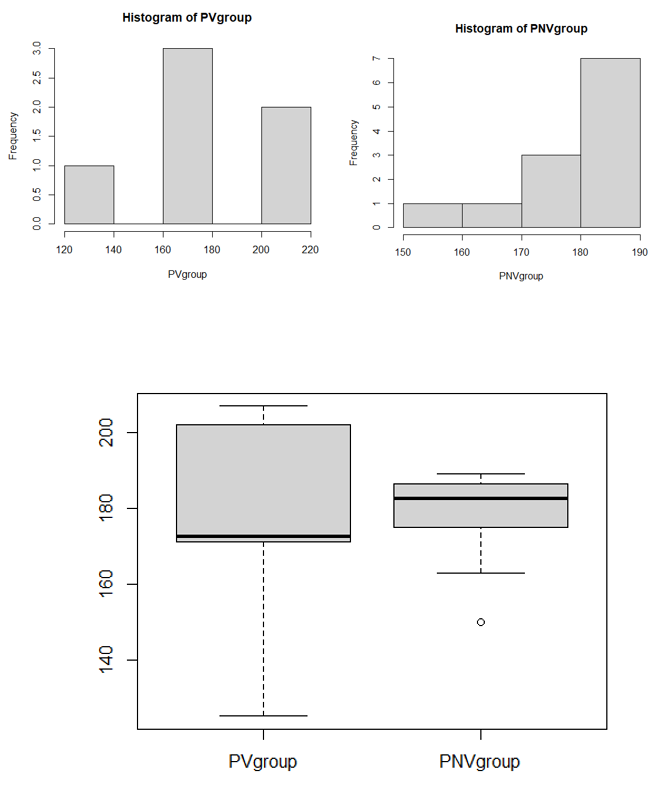 Histogram of PVgroup
Frequency
3.0
2.5
2.0
1.5
1.0
0.5
0.0
120 140 160 180 200 220
PVgroup
Histogram of PNVgroup
Frequency
7
6
5
4
3
2
1
0
150 160 170 180 190
PNVgroup
200
180
160
140
PVgroup PNVgroup